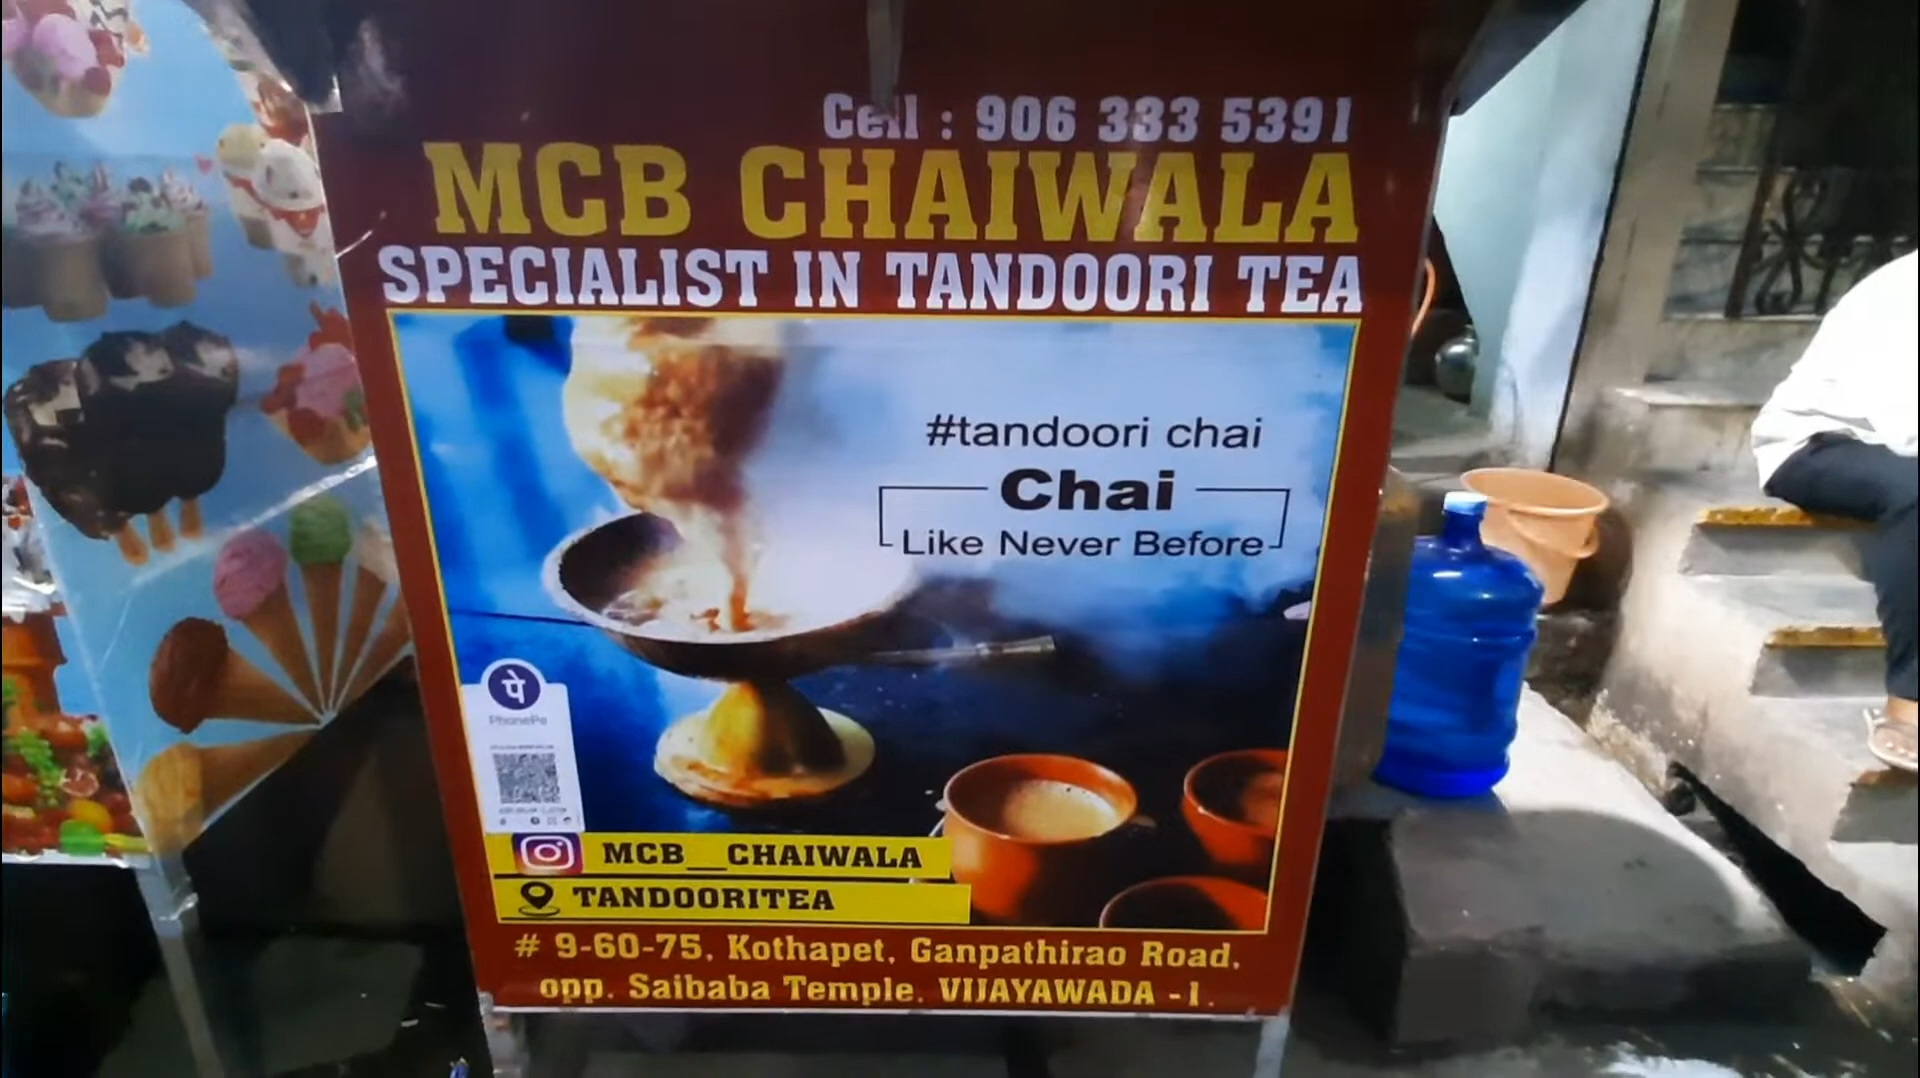 Cell : 906 333 5391
MCB CHAIWALA
SPECIALIST IN TANDOORI TEA
#tandoori chai
Chai
Like Never Before
पे
PhonePe
MCB__CHAIWALA
TANDOORITEA
# 9-60-75, Kothapet, Ganpathirao Road,
opp. Saibaba Temple, VIJAYAWADA -1.